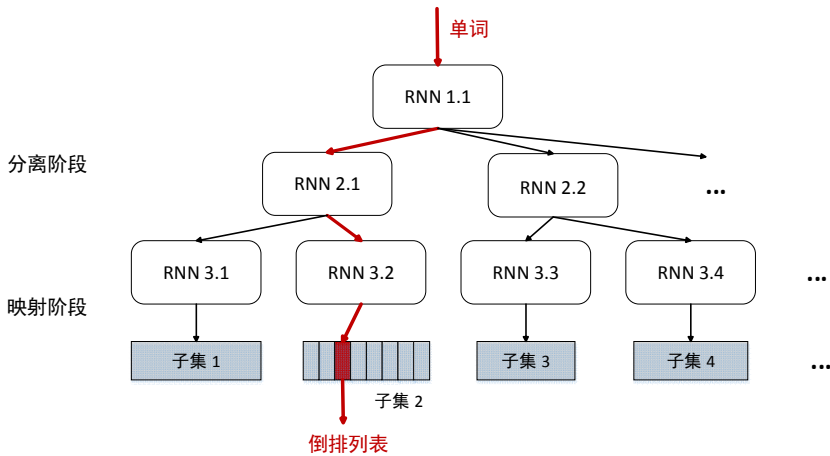 单词
RNN 1.1
分离阶段
RNN 2.1
RNN 2.2
...
RNN 3.1
RNN 3.2
RNN 3.3
RNN 3.4
...
映射阶段
子集 1
子集 3
子集 4
...
子集 2
倒排列表